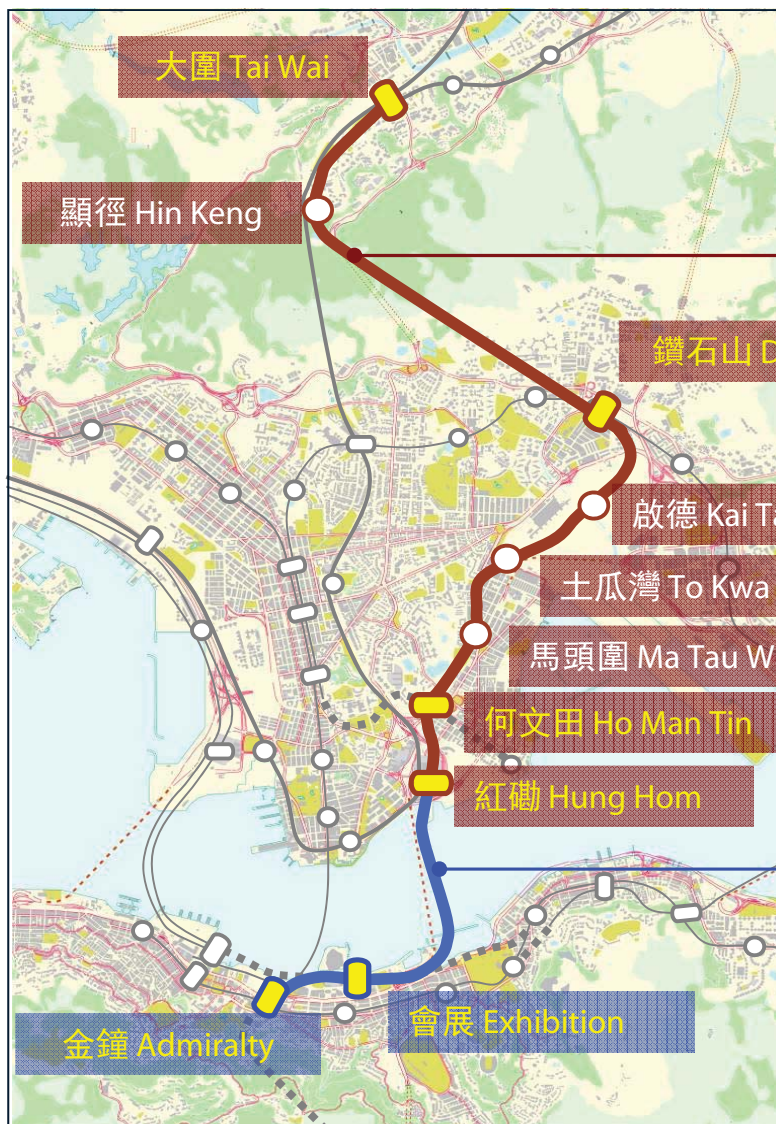 大圍 Tai Wai
顯徑 Hin Keng
鑽石山 D
啟德 Kai T
土瓜灣 To Kwa
馬頭圍 Ma Tau W
何文田 Ho Man Tin
紅磡 Hung Hom
會展 Exhibition
金鐘 Admiralty